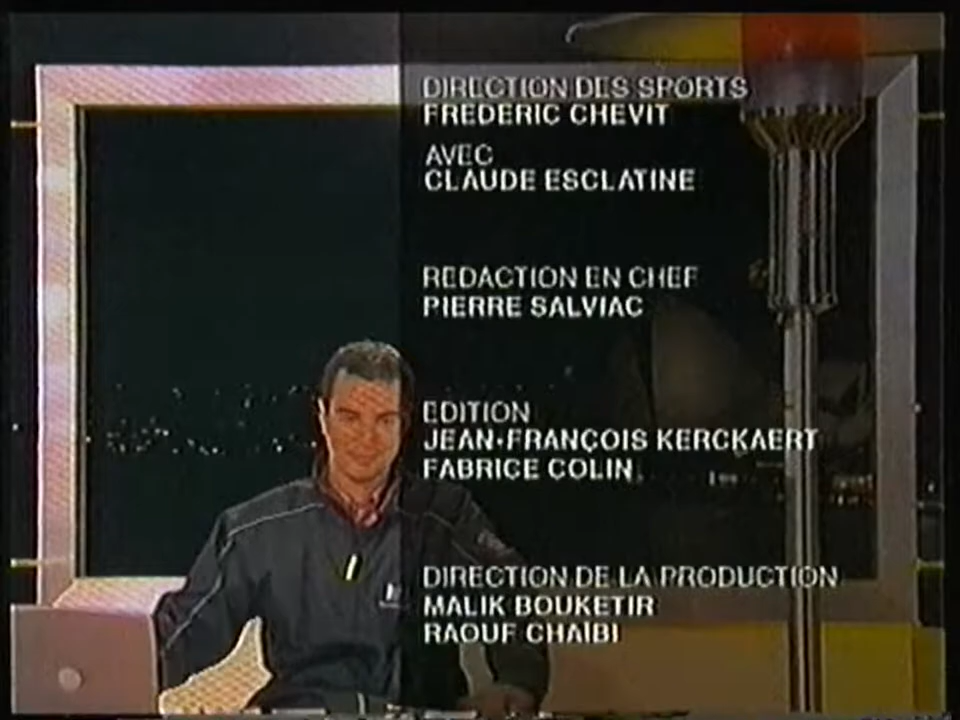 DIRECTION DES SPORTS
FREDERIC CHEVIT
AVEC
CLAUDE ESCLATINE
REDACTION EN CHEF
PIERRE SALVIAC
EDITION
JEAN-FRANÇOIS KERCKAERT
FABRICE COLIN
DIRECTION DE LA PRODUCTION
MALIK BOUKETIR
RAOUF CHAÏBI